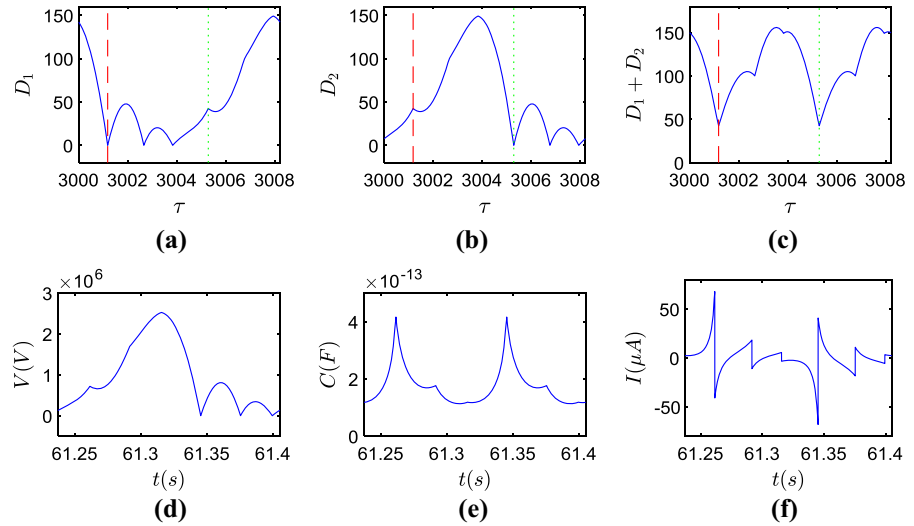 D₁
150
100
50
0
3000 3002 3004 3006 3008
τ
(a)
D₂
150
100
50
0
3000 3002 3004 3006 3008
τ
(b)
D₁ + D₂
150
100
50
0
3000 3002 3004 3006 3008
τ
(c)
×10⁶
V(V)
3
2
1
0
61.25 61.3 61.35 61.4
t(s)
(d)
×10⁻¹³
C(F)
4
2
0
61.25 61.3 61.35 61.4
t(s)
(e)
I(μA)
50
0
-50
61.25 61.3 61.35 61.4
t(s)
(f)